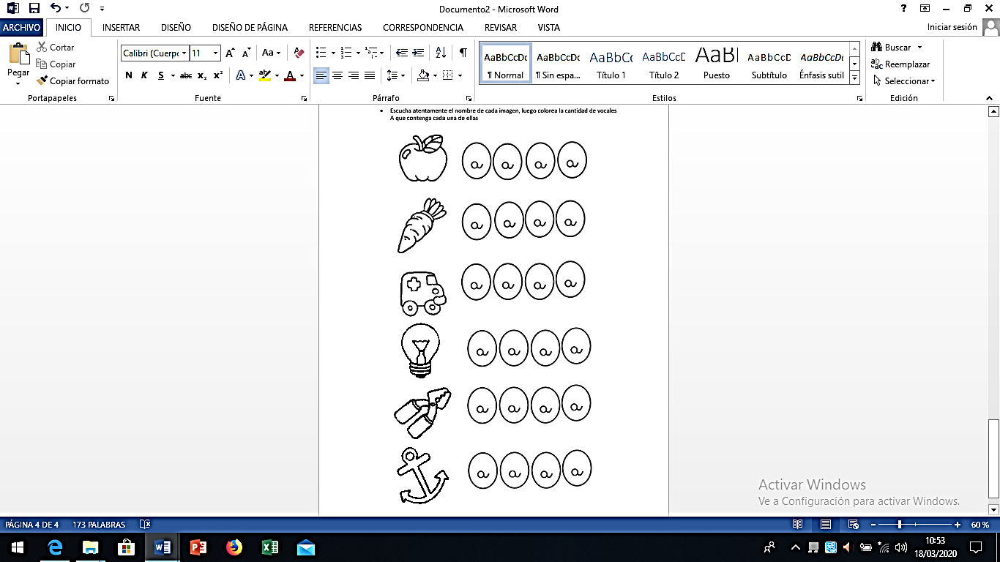 Documento2 - Microsoft Word
ARCHIVO INICIO INSERTAR DISEÑO DISEÑO DE PÁGINA REFERENCIAS CORRESPONDENCIA REVISAR VISTA Iniciar sesión
Pegar
Cortar
Copiar
Copiar formato
Portapapeles
Calibri (Cuerpo 11
N K S abc x₂ x²
Fuente
Párrafo
AaBbCcDc AaBbCcDc AaBbCc AaBbCcD AaB AaBbCcD AaBbCcDc
¶ Normal ¶ Sin espa... Título 1 Título 2 Puesto Subtítulo Énfasis sutil
Estilos
Buscar
Reemplazar
Seleccionar
Edición
• Escucha atentamente el nombre de cada imagen, luego colorea la cantidad de vocales
A que contenga cada una de ellas
a a a a
a a a a
a a a a
a a a a
a a a a
a a a a
Activar Windows
Ve a Configuración para activar Windows.
PÁGINA 4 DE 4 173 PALABRAS 60 %
10:53
18/03/2020